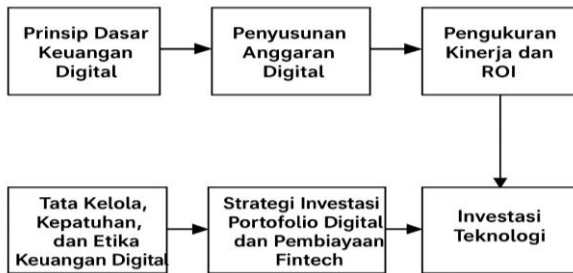 Prinsip Dasar
Keuangan
Digital
Penyusunan
Anggaran
Digital
Pengukuran
Kinerja dan
ROI
Tata Kelola,
Kepatuhan,
dan Etika
Keuangan Digital
Strategi Investasi
Portofolio Digital
dan Pembiayaan
Fintech
Investasi
Teknologi